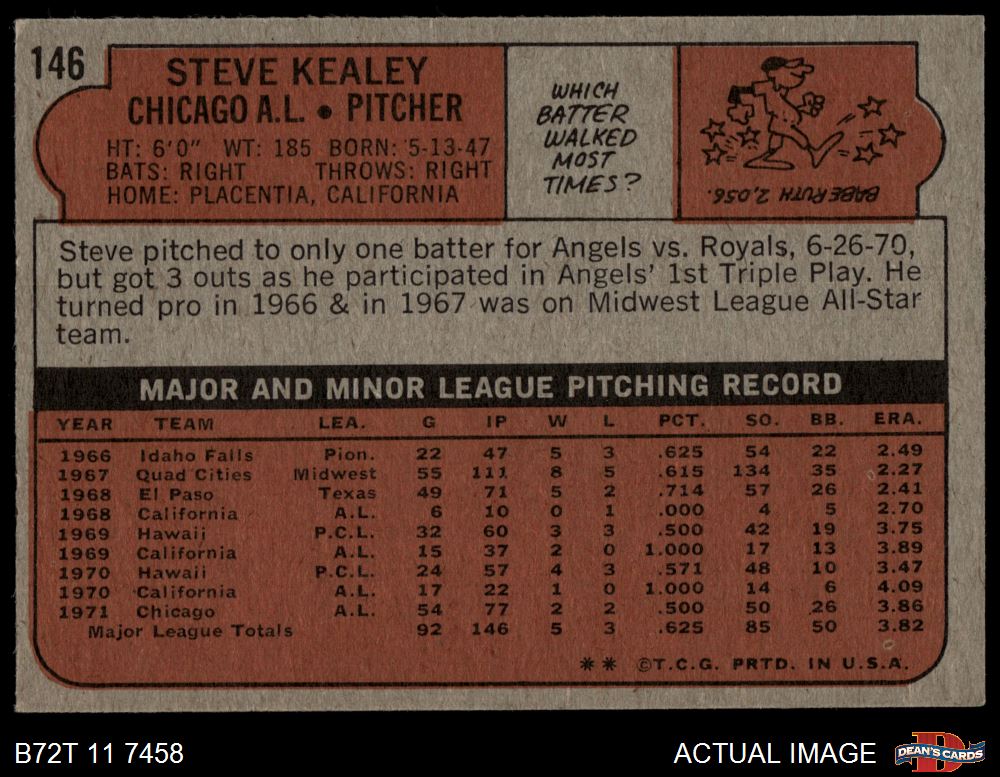 146
STEVE KEALEY
CHICAGO A.L. • PITCHER
HT: 6'0" WT: 185 BORN: 5-13-47
BATS: RIGHT THROWS: RIGHT
HOME: PLACENTIA, CALIFORNIA
WHICH
BATTER
WALKED
MOST
TIMES?
BABE RUTH 2,056.
Steve pitched to only one batter for Angels vs. Royals, 6-26-70,
but got 3 outs as he participated in Angels' 1st Triple Play. He
turned pro in 1966 & in 1967 was on Midwest League All-Star
team.
MAJOR AND MINOR LEAGUE PITCHING RECORD
YEAR TEAM LEA. G IP W L PCT. SO. BB. ERA.
1966 Idaho Falls Pion. 22 47 5 3 .625 54 22 2.49
1967 Quad Cities Midwest 55 111 8 5 .615 134 35 2.27
1968 El Paso Texas 49 71 5 2 .714 57 26 2.41
1968 California A.L. 6 10 0 1 .000 4 5 2.70
1969 Hawaii P.C.L. 32 60 3 3 .500 42 19 3.75
1969 California A.L. 15 37 2 0 1.000 17 13 3.89
1970 Hawaii P.C.L. 24 57 4 3 .571 48 10 3.47
1970 California A.L. 17 22 1 0 1.000 14 6 4.09
1971 Chicago A.L. 54 77 2 2 .500 50 26 3.86
Major League Totals 92 146 5 3 .625 85 50 3.82
** ©T.C.G. PRTD. IN U.S.A.
B72T 11 7458
ACTUAL IMAGE
B
DEAN'S CARDS